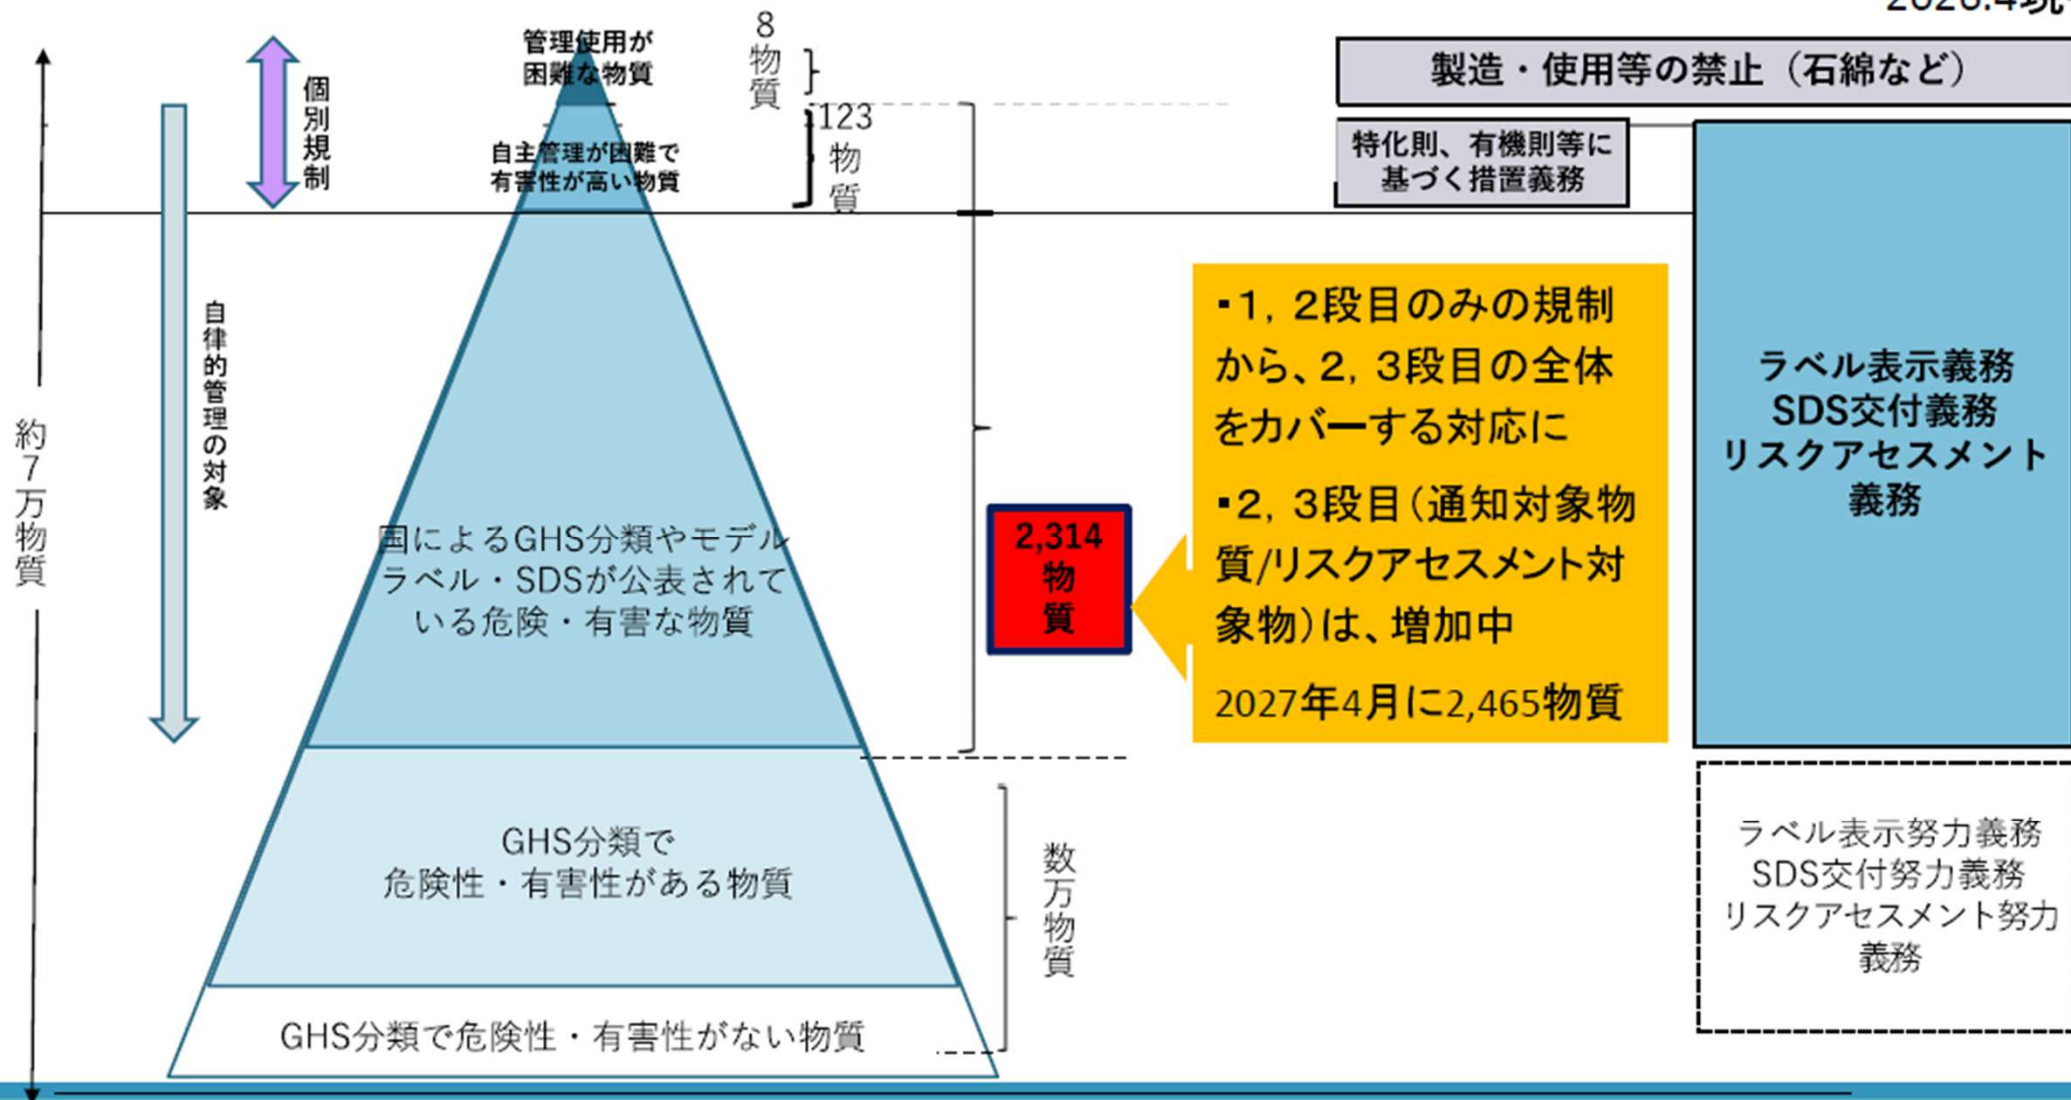 管理使用が
困難な物質
8物質
製造・使用等の禁止（石綿など）
個別規制
123物質
自主管理が困難で
有害性が高い物質
特化則、有機則等に
基づく措置義務
自律的管理の対象
約7万物質
国によるGHS分類やモデル
ラベル・SDSが公表されて
いる危険・有害な物質
2,314
物
質
▪1，2段目のみの規制
から、2，3段目の全体
をカバーする対応に
▪2，3段目（通知対象物
質/リスクアセスメント対
象物）は、増加中
2027年4月に2,465物質
ラベル表示義務
SDS交付義務
リスクアセスメント
義務
GHS分類で
危険性・有害性がある物質
数万物質
ラベル表示努力義務
SDS交付努力義務
リスクアセスメント努力
義務
GHS分類で危険性・有害性がない物質